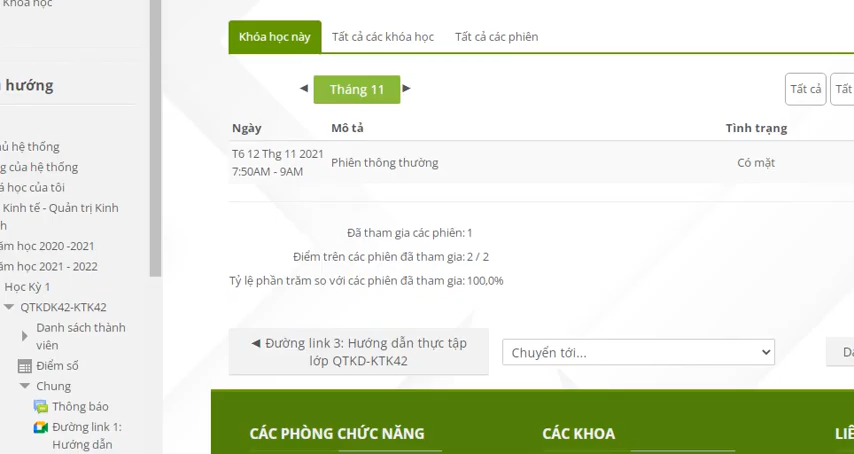 Khóa học
ủ hướng
ủ hệ thống
g của hệ thống
á học của tôi
Kinh tế - Quản trị Kinh
h
ăm học 2020 -2021
ăm học 2021 - 2022
Học Kỳ 1
QTKDK42-KTK42
Danh sách thành
viên
Điểm số
Chung
Thông báo
Đường link 1:
Hướng dẫn
Khóa học này Tất cả các khóa học Tất cả các phiên
◄ Tháng 11 ►
Tất cả Tất
Ngày Mô tả Tình trạng
T6 12 Thg 11 2021
7:50AM - 9AM
Phiên thông thường
Có mặt
Đã tham gia các phiên: 1
Điểm trên các phiên đã tham gia: 2 / 2
Tỷ lệ phần trăm so với các phiên đã tham gia: 100,0%
◄ Đường link 3: Hướng dẫn thực tập
lớp QTKD-KTK42
Chuyển tới...
CÁC PHÒNG CHỨC NĂNG
CÁC KHOA